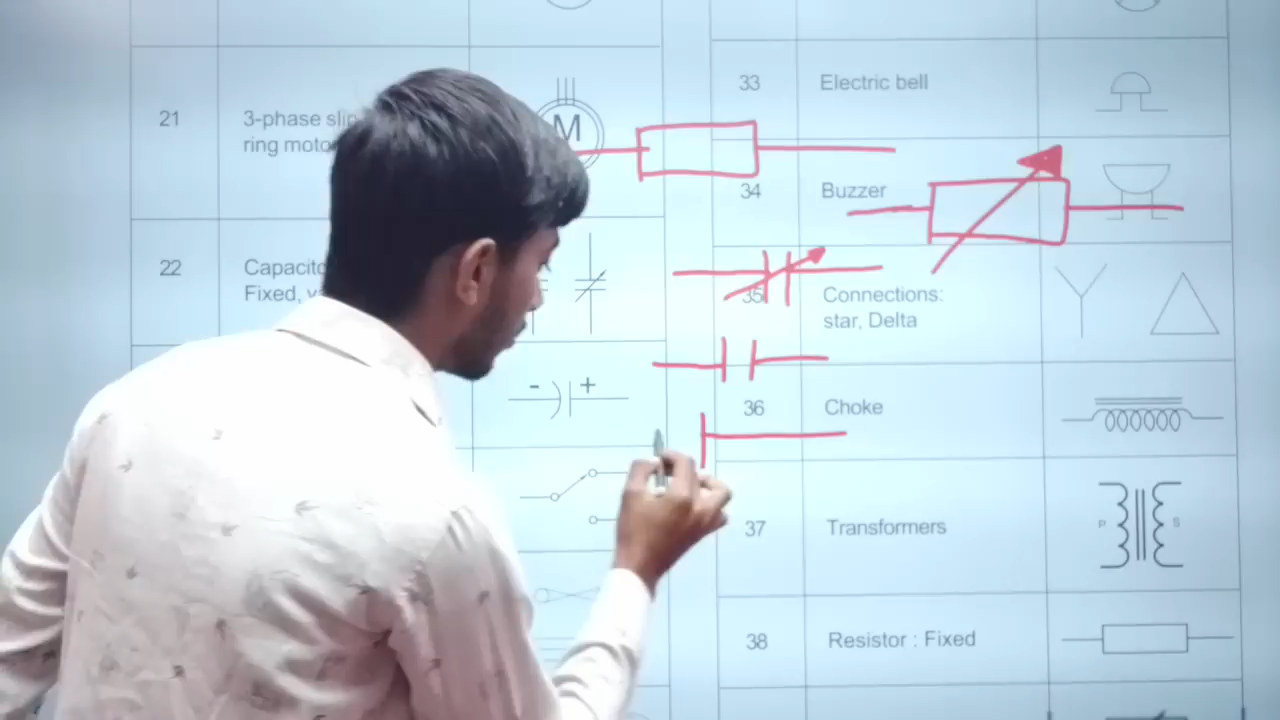 21
3-phase slip
ring motor
M
22
Capacito
Fixed, v
- +
33
Electric bell
34
Buzzer
35
Connections:
star, Delta
36
Choke
37
Transformers
P S
38
Resistor : Fixed